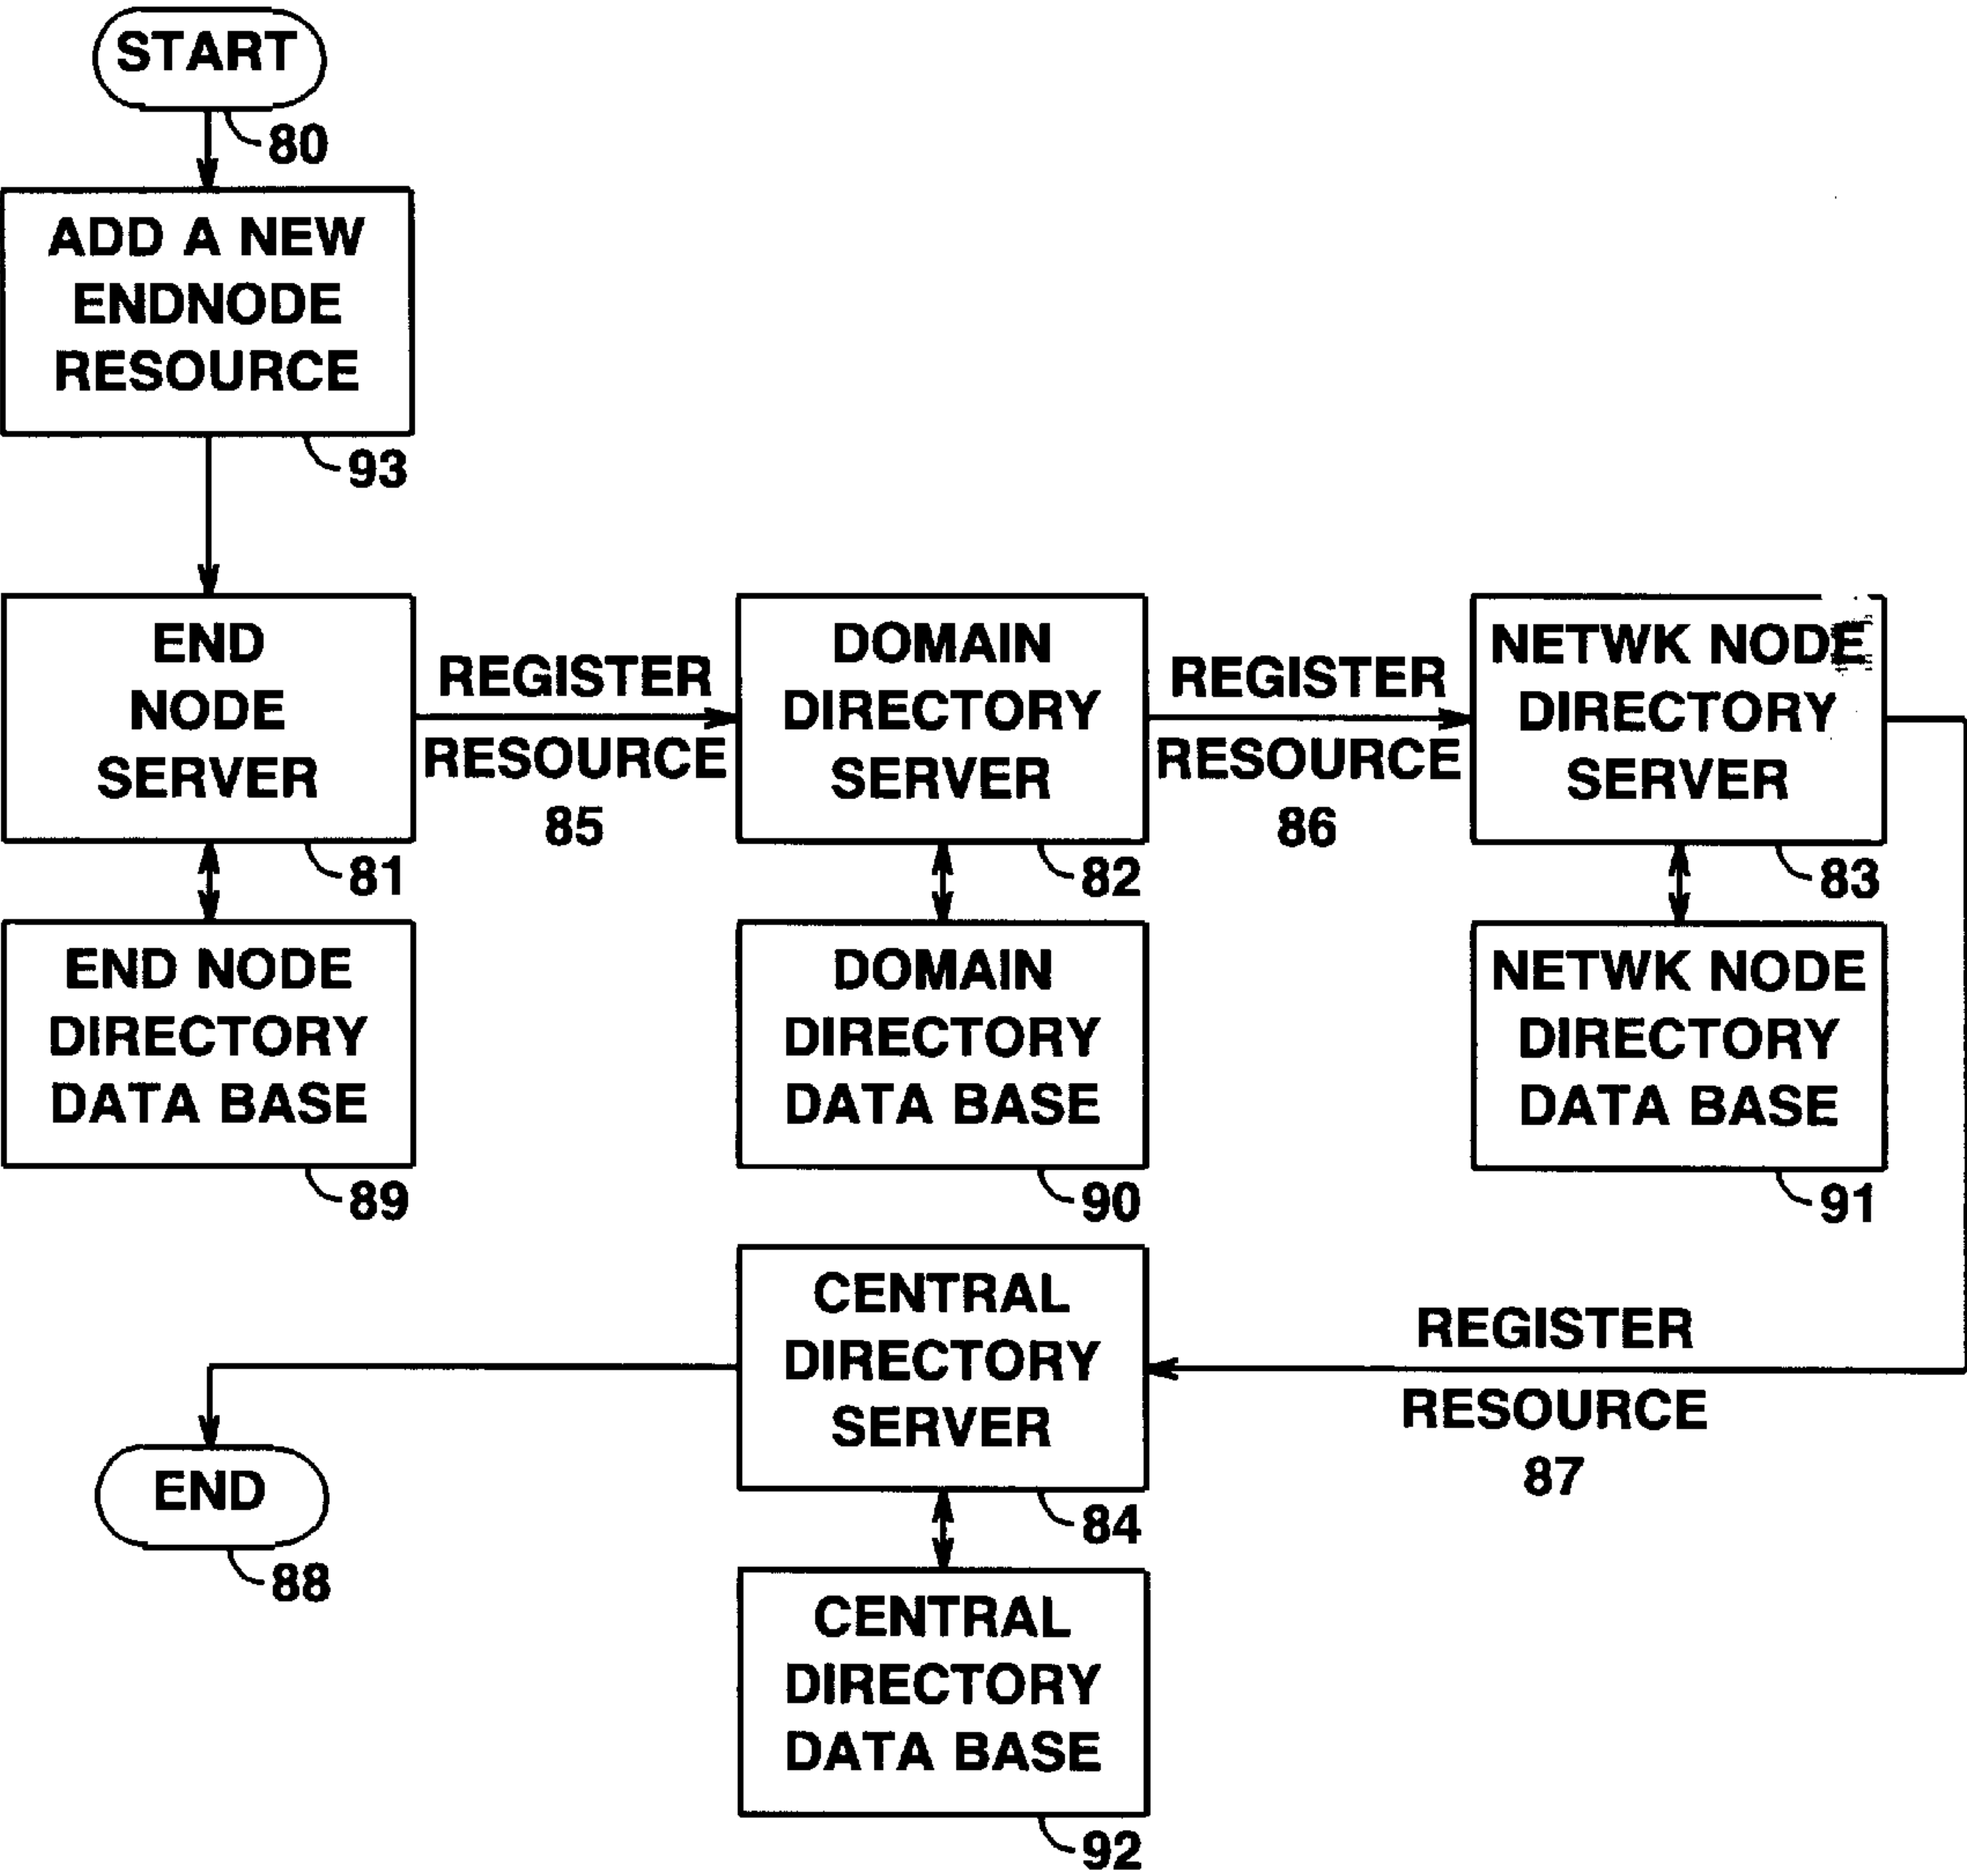 START
80
ADD A NEW
ENDNODE
RESOURCE
93
END
NODE
SERVER
81
REGISTER
RESOURCE
85
DOMAIN
DIRECTORY
SERVER
82
REGISTER
RESOURCE
86
NETWK NODE
DIRECTORY
SERVER
83
END NODE
DIRECTORY
DATA BASE
89
DOMAIN
DIRECTORY
DATA BASE
90
NETWK NODE
DIRECTORY
DATA BASE
91
CENTRAL
DIRECTORY
SERVER
84
REGISTER
RESOURCE
87
END
88
CENTRAL
DIRECTORY
DATA BASE
92